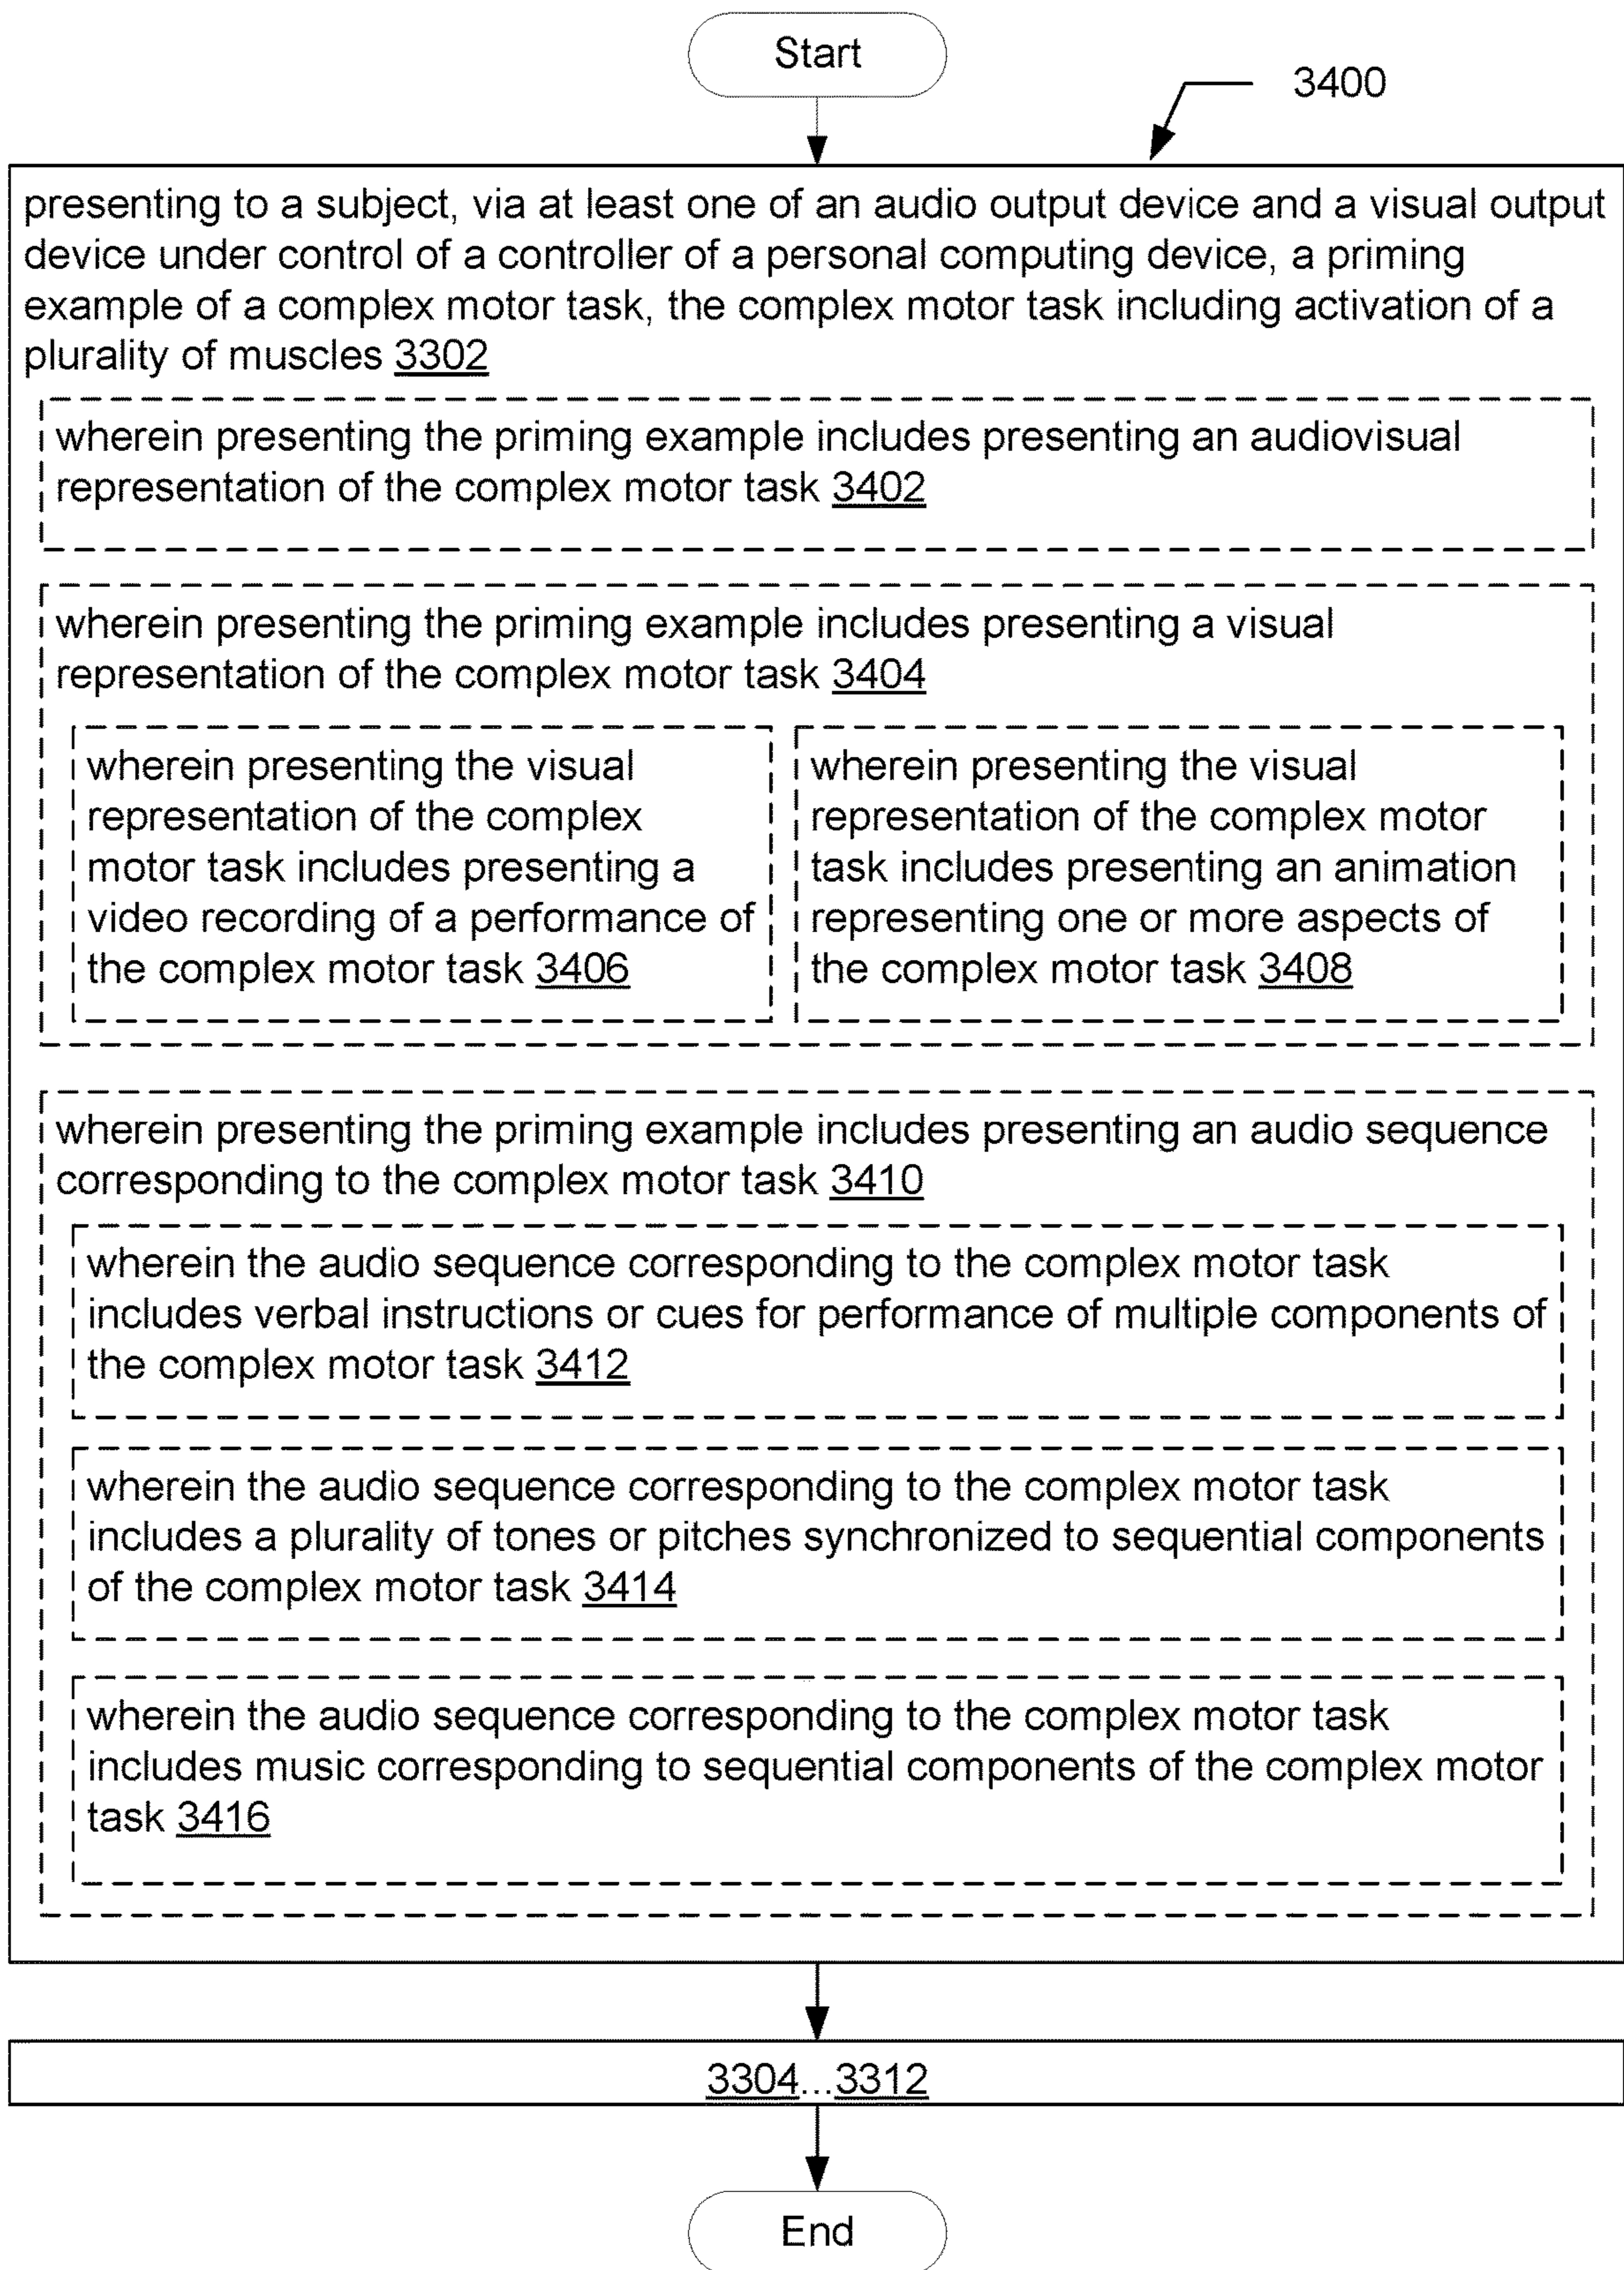 Start
3400
presenting to a subject, via at least one of an audio output device and a visual output
device under control of a controller of a personal computing device, a priming
example of a complex motor task, the complex motor task including activation of a
plurality of muscles 3302
wherein presenting the priming example includes presenting an audiovisual
representation of the complex motor task 3402
wherein presenting the priming example includes presenting a visual
representation of the complex motor task 3404
wherein presenting the visual
representation of the complex
motor task includes presenting a
video recording of a performance of
the complex motor task 3406
wherein presenting the visual
representation of the complex motor
task includes presenting an animation
representing one or more aspects of
the complex motor task 3408
wherein presenting the priming example includes presenting an audio sequence
corresponding to the complex motor task 3410
wherein the audio sequence corresponding to the complex motor task
includes verbal instructions or cues for performance of multiple components of
the complex motor task 3412
wherein the audio sequence corresponding to the complex motor task
includes a plurality of tones or pitches synchronized to sequential components
of the complex motor task 3414
wherein the audio sequence corresponding to the complex motor task
includes music corresponding to sequential components of the complex motor
task 3416
3304...3312
End